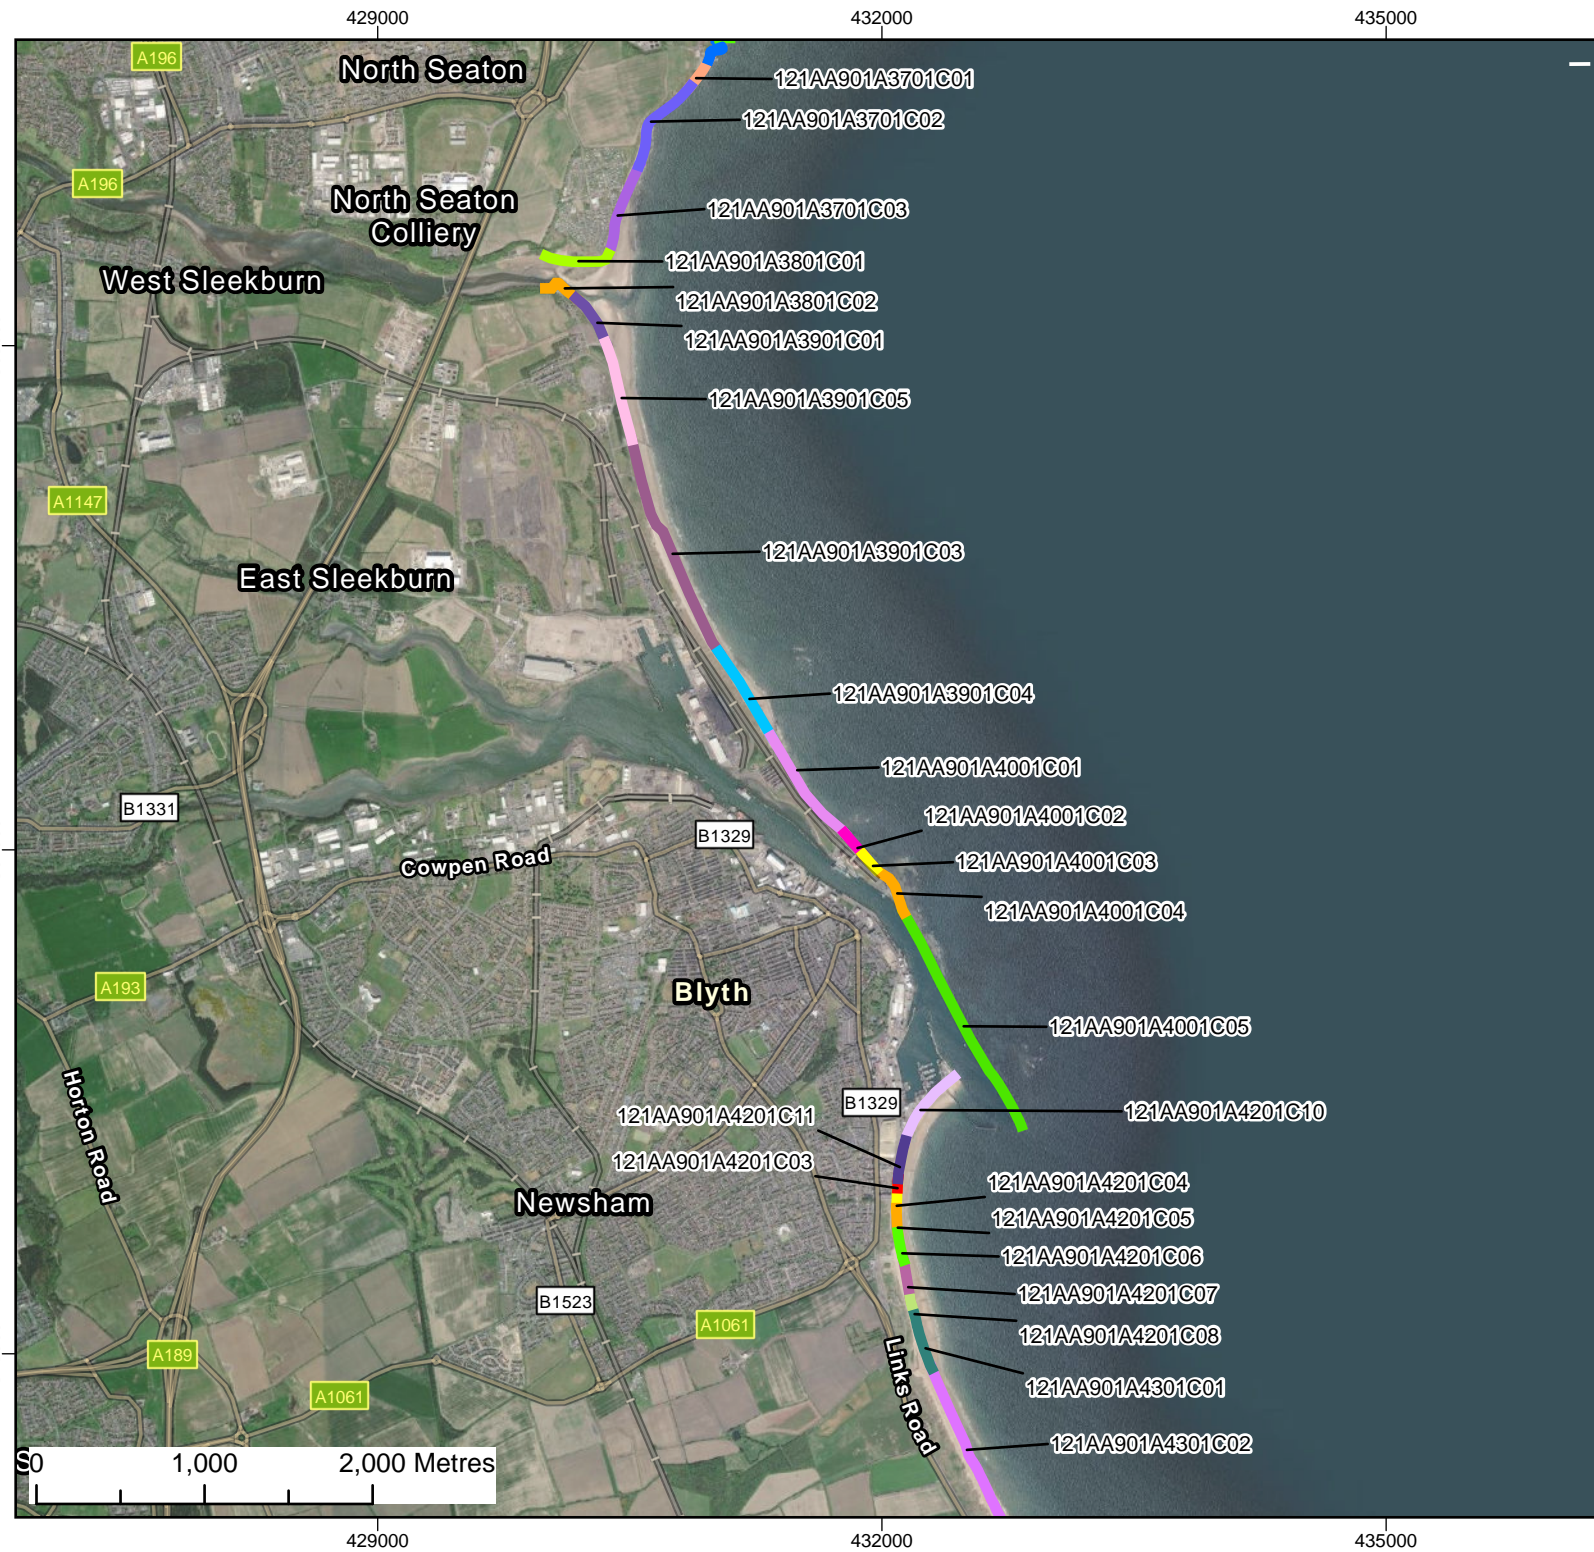 429000
432000
435000
A196
North Seaton
121AA901A3701C01
121AA901A3701C02
A196
North Seaton
Colliery
121AA901A3701C03
West Sleekburn
121AA901A3801C01
121AA901A3801C02
121AA901A3901C01
121AA901A3901C05
A1147
121AA901A3901C03
East Sleekburn
121AA901A3901C04
121AA901A4001C01
B1331
121AA901A4001C02
B1329
Cowpen Road
121AA901A4001C03
121AA901A4001C04
A193
Blyth
121AA901A4001C05
Horton Road
B1329
121AA901A4201C10
121AA901A4201C11
121AA901A4201C03
121AA901A4201C04
Newsham
121AA901A4201C05
121AA901A4201C06
121AA901A4201C07
B1523
A1061
121AA901A4201C08
A189
Links Road
121AA901A4301C01
A1061
121AA901A4301C02
S
0 1,000 2,000 Metres
429000
432000
435000